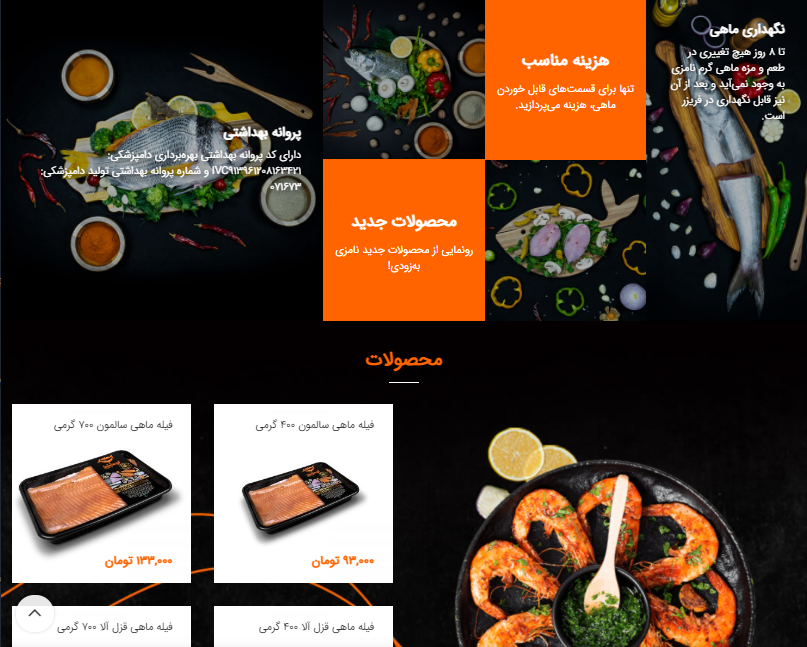 نگهداری ماهی
تا ۸ روز هیچ تغییری در
طعم و مزه ماهی گرم نامزی
به وجود نمی‌آید و بعد از آن
نیز قابل نگهداری در فریزر
است.
هزینه مناسب
تنها برای قسمت‌های قابل خوردن
ماهی، هزینه می‌پردازید.
محصولات جدید
رونمایی از محصولات جدید نامزی
به‌زودی!
پروانه بهداشتی
دارای کد پروانه بهداشتی بهره‌برداری دامپزشکی:
IVC۹۱۳۹۶۱۲۰۸۱۶۳۴۲۱ و شماره پروانه بهداشتی تولید دامپزشکی:
۰۷۱۶۷۳
محصولات
فیله ماهی سالمون ۴۰۰ گرمی
۹۳,۰۰۰ تومان
فیله ماهی سالمون ۷۰۰ گرمی
۱۳۳,۰۰۰ تومان
فیله ماهی قزل آلا ۴۰۰ گرمی
فیله ماهی قزل آلا ۷۰۰ گرمی